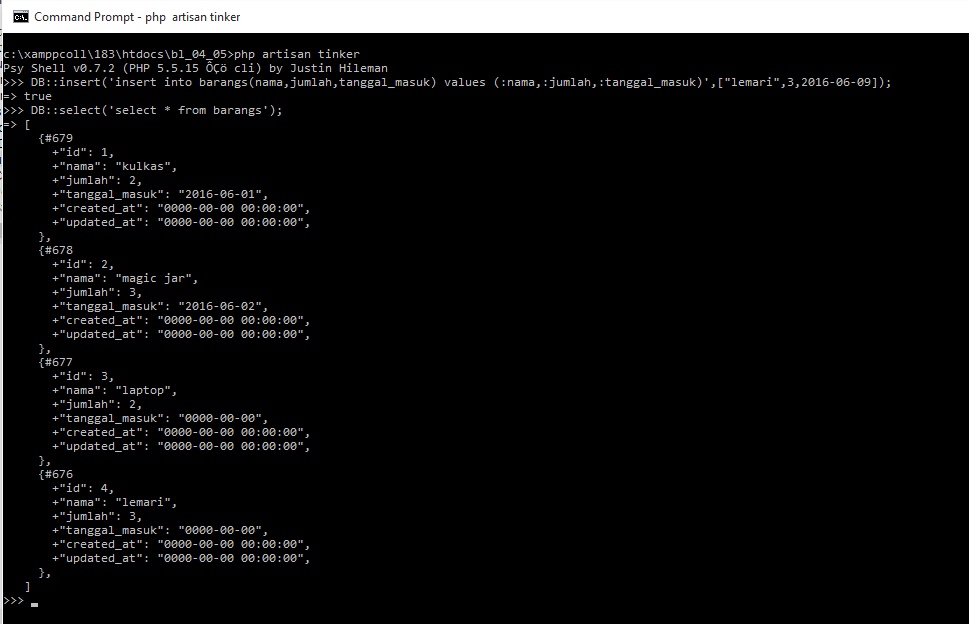 Command Prompt - php  artisan tinker
c:\xamppcoll\183\htdocs\bl_04_05>php artisan tinker
Psy Shell v0.7.2 (PHP 5.5.15 ÔÇö cli) by Justin Hileman
>>> DB::insert('insert into barangs(nama,jumlah,tanggal_masuk) values (:nama,:jumlah,:tanggal_masuk)',["lemari",3,2016-06-09]);
=> true
>>> DB::select('select * from barangs');
=> [
     {#679
       +"id": 1,
       +"nama": "kulkas",
       +"jumlah": 2,
       +"tanggal_masuk": "2016-06-01",
       +"created_at": "0000-00-00 00:00:00",
       +"updated_at": "0000-00-00 00:00:00",
     },
     {#678
       +"id": 2,
       +"nama": "magic jar",
       +"jumlah": 3,
       +"tanggal_masuk": "2016-06-02",
       +"created_at": "0000-00-00 00:00:00",
       +"updated_at": "0000-00-00 00:00:00",
     },
     {#677
       +"id": 3,
       +"nama": "laptop",
       +"jumlah": 2,
       +"tanggal_masuk": "0000-00-00",
       +"created_at": "0000-00-00 00:00:00",
       +"updated_at": "0000-00-00 00:00:00",
     },
     {#676
       +"id": 4,
       +"nama": "lemari",
       +"jumlah": 3,
       +"tanggal_masuk": "0000-00-00",
       +"created_at": "0000-00-00 00:00:00",
       +"updated_at": "0000-00-00 00:00:00",
     },
   ]
>>>